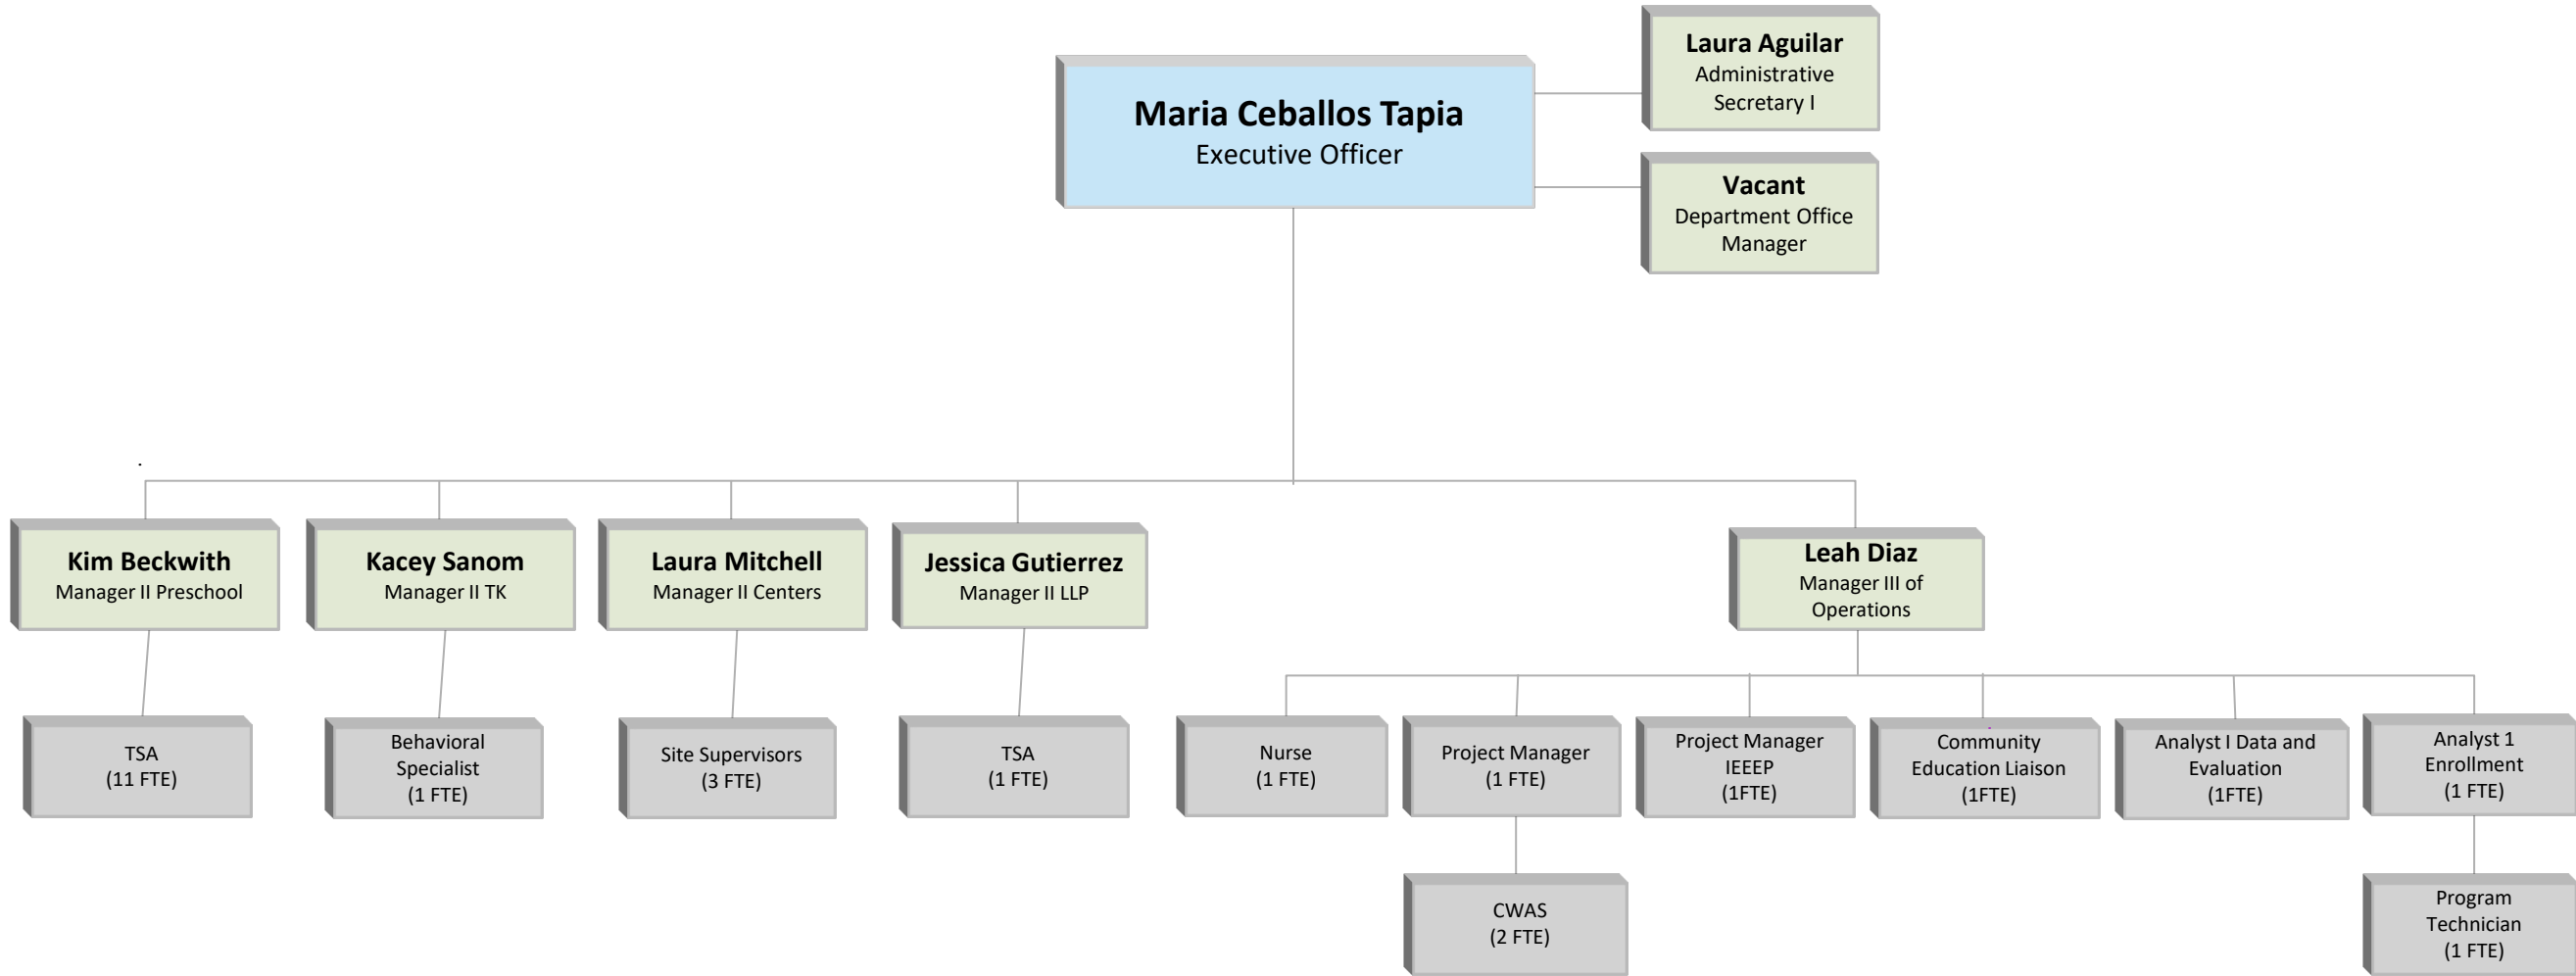 Laura Aguilar
Administrative
Secretary I
Maria Ceballos Tapia
Executive Officer
Vacant
Department Office
Manager
.
Kim Beckwith
Manager II Preschool
Kacey Sanom
Manager II TK
Laura Mitchell
Manager II Centers
Jessica Gutierrez
Manager II LLP
Leah Diaz
Manager III of
Operations
TSA
(11 FTE)
Behavioral
Specialist
(1 FTE)
Site Supervisors
(3 FTE)
TSA
(1 FTE)
Nurse
(1 FTE)
Project Manager
(1 FTE)
Project Manager
IEEEP
(1FTE)
Community
Education Liaison
(1FTE)
Analyst I Data and
Evaluation
(1FTE)
Analyst 1
Enrollment
(1 FTE)
CWAS
(2 FTE)
Program
Technician
(1 FTE)